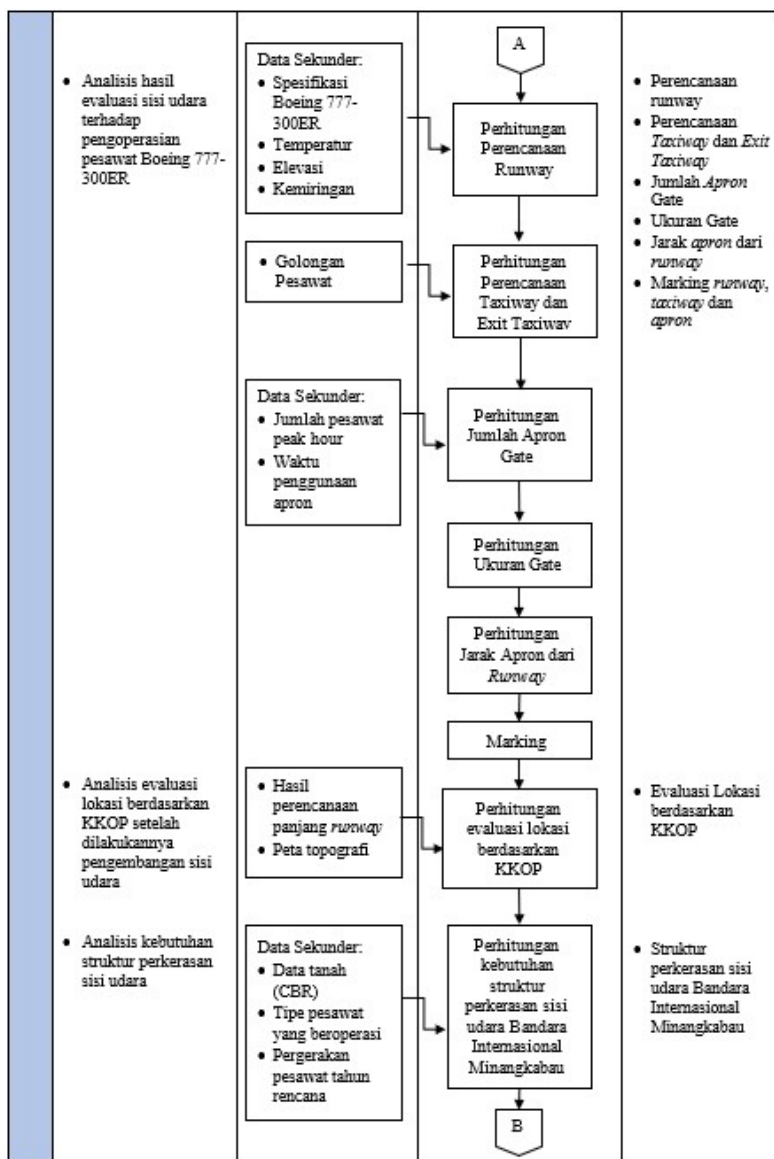 • Analisis hasil
evaluasi sisi udara
terhadap
pengoperasian
pesawat Boeing 777-
300ER
Data Sekunder:
• Spesifikasi
Boeing 777-
300ER
• Temperatur
• Elevasi
• Kemiringan
A
Perhitungan
Perencanaan
Runway
• Perencanaan
runway
• Perencanaan
Taxiway dan Exit
Taxiway
• Jumlah Apron
Gate
• Ukuran Gate
• Jarak apron dari
runway
• Marking runway,
taxiway dan
apron
• Golongan
Pesawat
Perhitungan
Perencanaan
Taxiway dan
Exit Taxiway
Data Sekunder:
• Jumlah pesawat
peak hour
• Waktu
penggunaan
apron
Perhitungan
Jumlah Apron
Gate
Perhitungan
Ukuran Gate
Perhitungan
Jarak Apron dari
Runway
Marking
• Analisis evaluasi
lokasi berdasarkan
KKOP setelah
dilakukannya
pengembangan sisi
udara
• Hasil
perencanaan
panjang runway
• Peta topografi
Perhitungan
evaluasi lokasi
berdasarkan
KKOP
• Evaluasi Lokasi
berdasarkan
KKOP
• Analisis kebutuhan
struktur perkerasan
sisi udara
Data Sekunder:
• Data tanah
(CBR)
• Tipe pesawat
yang beroperasi
• Pergerakan
pesawat tahun
rencana
Perhitungan
kebutuhan
struktur
perkerasan sisi
udara Bandara
Internasional
Minangkabau
• Struktur
perkerasan sisi
udara Bandara
Internasional
Minangkabau
B